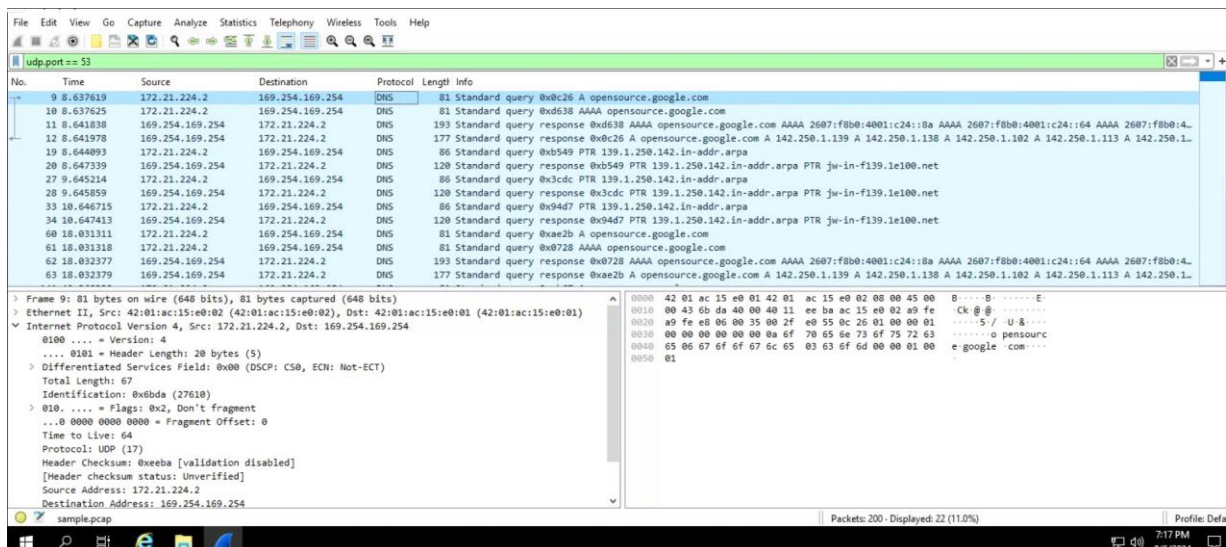 File Edit View Go Capture Analyze Statistics Telephony Wireless Tools Help
udp.port == 53
No. Time Source Destination Protocol Length Info
9 8.637619 172.21.224.2 169.254.169.254 DNS 81 Standard query 0x0c26 A opensource.google.com
10 8.637625 172.21.224.2 169.254.169.254 DNS 81 Standard query 0xd638 AAAA opensource.google.com
11 8.641838 169.254.169.254 172.21.224.2 DNS 193 Standard query response 0xd638 AAAA opensource.google.com AAAA 2607:f8b0:4001:c24::8a AAAA 2607:f8b0:4001:c24::64 AAAA 2607:f8b0:4…
12 8.641978 169.254.169.254 172.21.224.2 DNS 177 Standard query response 0x0c26 A opensource.google.com A 142.250.1.139 A 142.250.1.138 A 142.250.1.102 A 142.250.1.113 A 142.250.1…
19 8.644093 172.21.224.2 169.254.169.254 DNS 86 Standard query 0xb549 PTR 139.1.250.142.in-addr.arpa
20 8.647339 169.254.169.254 172.21.224.2 DNS 120 Standard query response 0xb549 PTR 139.1.250.142.in-addr.arpa PTR jw-in-f139.1e100.net
27 9.645214 172.21.224.2 169.254.169.254 DNS 86 Standard query 0x3cdc PTR 139.1.250.142.in-addr.arpa
28 9.645859 169.254.169.254 172.21.224.2 DNS 120 Standard query response 0x3cdc PTR 139.1.250.142.in-addr.arpa PTR jw-in-f139.1e100.net
33 10.646715 172.21.224.2 169.254.169.254 DNS 86 Standard query 0x94d7 PTR 139.1.250.142.in-addr.arpa
34 10.647413 169.254.169.254 172.21.224.2 DNS 120 Standard query response 0x94d7 PTR 139.1.250.142.in-addr.arpa PTR jw-in-f139.1e100.net
60 18.031311 172.21.224.2 169.254.169.254 DNS 81 Standard query 0xae2b A opensource.google.com
61 18.031318 172.21.224.2 169.254.169.254 DNS 81 Standard query 0x0728 AAAA opensource.google.com
62 18.032377 169.254.169.254 172.21.224.2 DNS 193 Standard query response 0x0728 AAAA opensource.google.com AAAA 2607:f8b0:4001:c24::8a AAAA 2607:f8b0:4001:c24::64 AAAA 2607:f8b0:4…
63 18.032379 169.254.169.254 172.21.224.2 DNS 177 Standard query response 0xae2b A opensource.google.com A 142.250.1.139 A 142.250.1.138 A 142.250.1.102 A 142.250.1.113 A 142.250.1…
Frame 9: 81 bytes on wire (648 bits), 81 bytes captured (648 bits)
Ethernet II, Src: 42:01:ac:15:e0:02 (42:01:ac:15:e0:02), Dst: 42:01:ac:15:e0:01 (42:01:ac:15:e0:01)
Internet Protocol Version 4, Src: 172.21.224.2, Dst: 169.254.169.254
0100 .... = Version: 4
.... 0101 = Header Length: 20 bytes (5)
Differentiated Services Field: 0x00 (DSCP: CS0, ECN: Not-ECT)
Total Length: 67
Identification: 0x6bda (27610)
010. .... = Flags: 0x2, Don't fragment
...0 0000 0000 0000 = Fragment Offset: 0
Time to Live: 64
Protocol: UDP (17)
Header Checksum: 0xeeba [validation disabled]
[Header checksum status: Unverified]
Source Address: 172.21.224.2
Destination Address: 169.254.169.254
0000 42 01 ac 15 e0 01 42 01 ac 15 e0 02 08 00 45 00 B·····B· ······E·
0010 00 43 6b da 40 00 40 11 ee ba ac 15 e0 02 a9 fe ·Ck·@·@· ········
0020 a9 fe e8 06 00 35 00 2f e0 55 0c 26 01 00 00 01 ·····5·/ ·U·&····
0030 00 00 00 00 00 00 0a 6f 70 65 6e 73 6f 75 72 63 ·······o pensourc
0040 65 06 67 6f 6f 67 6c 65 03 63 6f 6d 00 00 01 00 e·google ·com····
0050 01 ·
sample.pcap
Packets: 200 · Displayed: 22 (11.0%)
Profile: Defa
7:17 PM